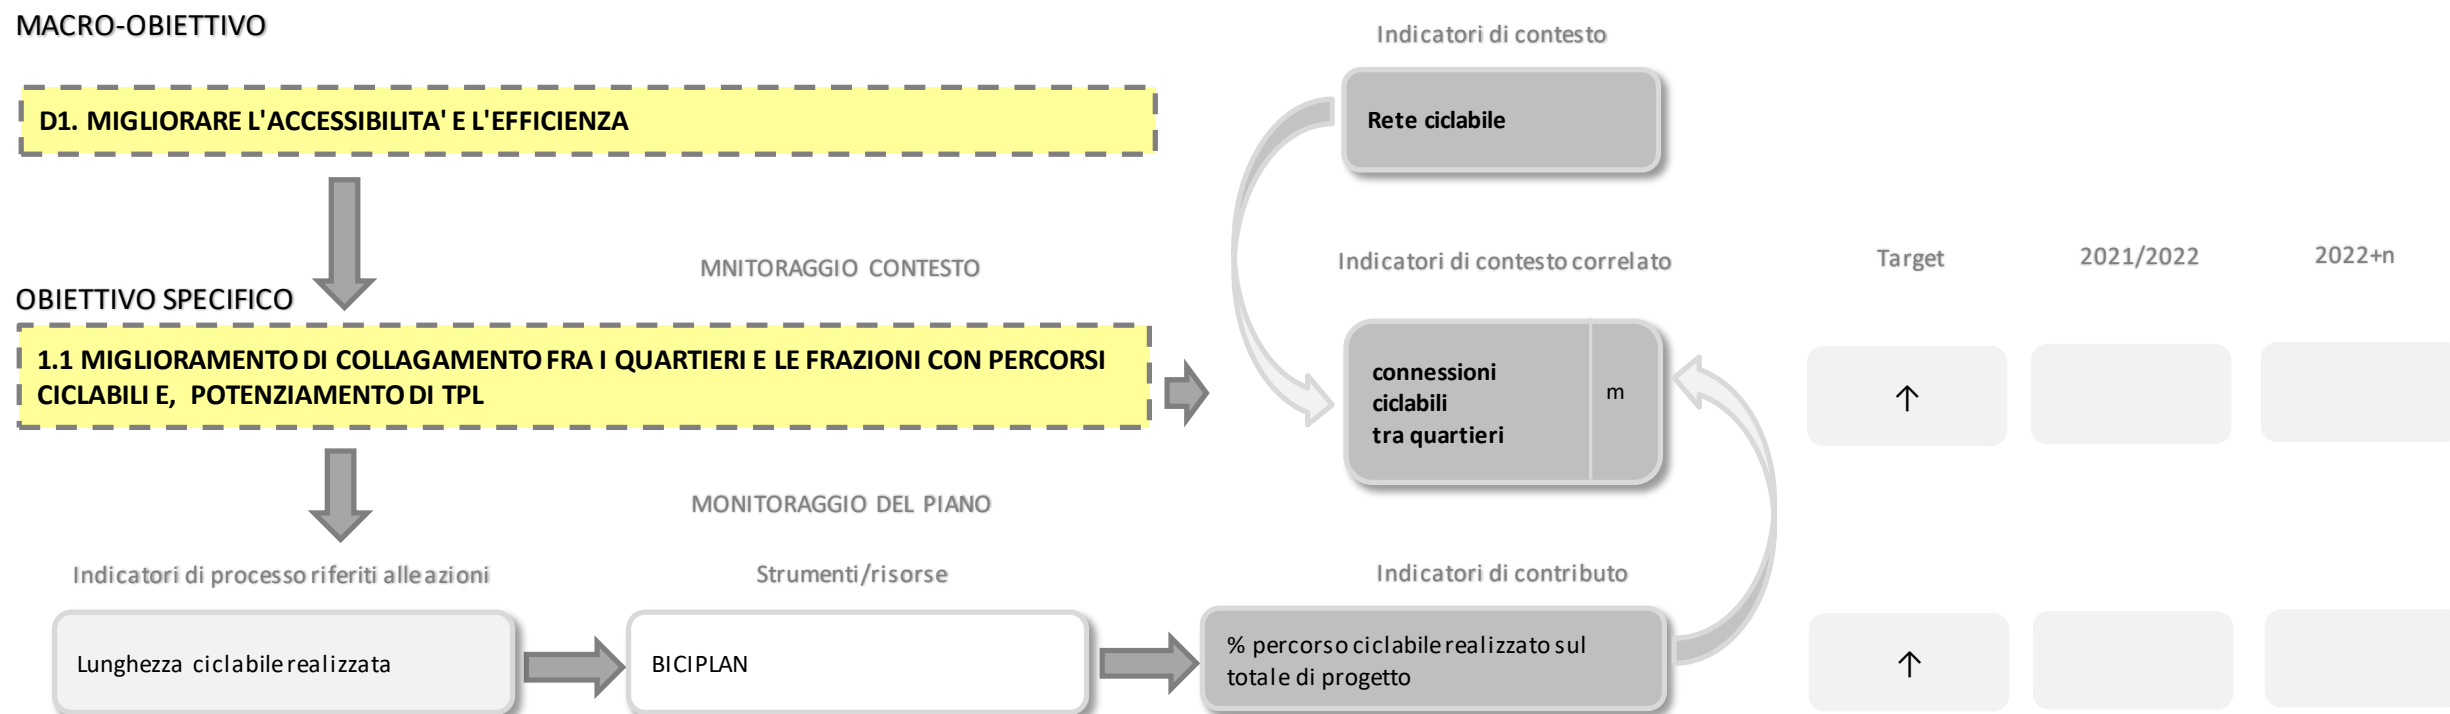 MACRO-OBIETTIVO
Indicatori di contesto
D1. MIGLIORARE L'ACCESSIBILITA' E L'EFFICIENZA
Rete ciclabile
MNITORAGGIO CONTESTO
Indicatori di contesto correlato
Target
2021/2022
2022+n
OBIETTIVO SPECIFICO
1.1 MIGLIORAMENTO DI COLLAGAMENTO FRA I QUARTIERI E LE FRAZIONI CON PERCORSI
CICLABILI E, POTENZIAMENTO DI TPL
connessioni
ciclabili
tra quartieri
m
↑
MONITORAGGIO DEL PIANO
Indicatori di processo riferiti alle azioni
Strumenti/risorse
Indicatori di contributo
Lunghezza ciclabile realizzata
BICIPLAN
% percorso ciclabile realizzato sul
totale di progetto
↑